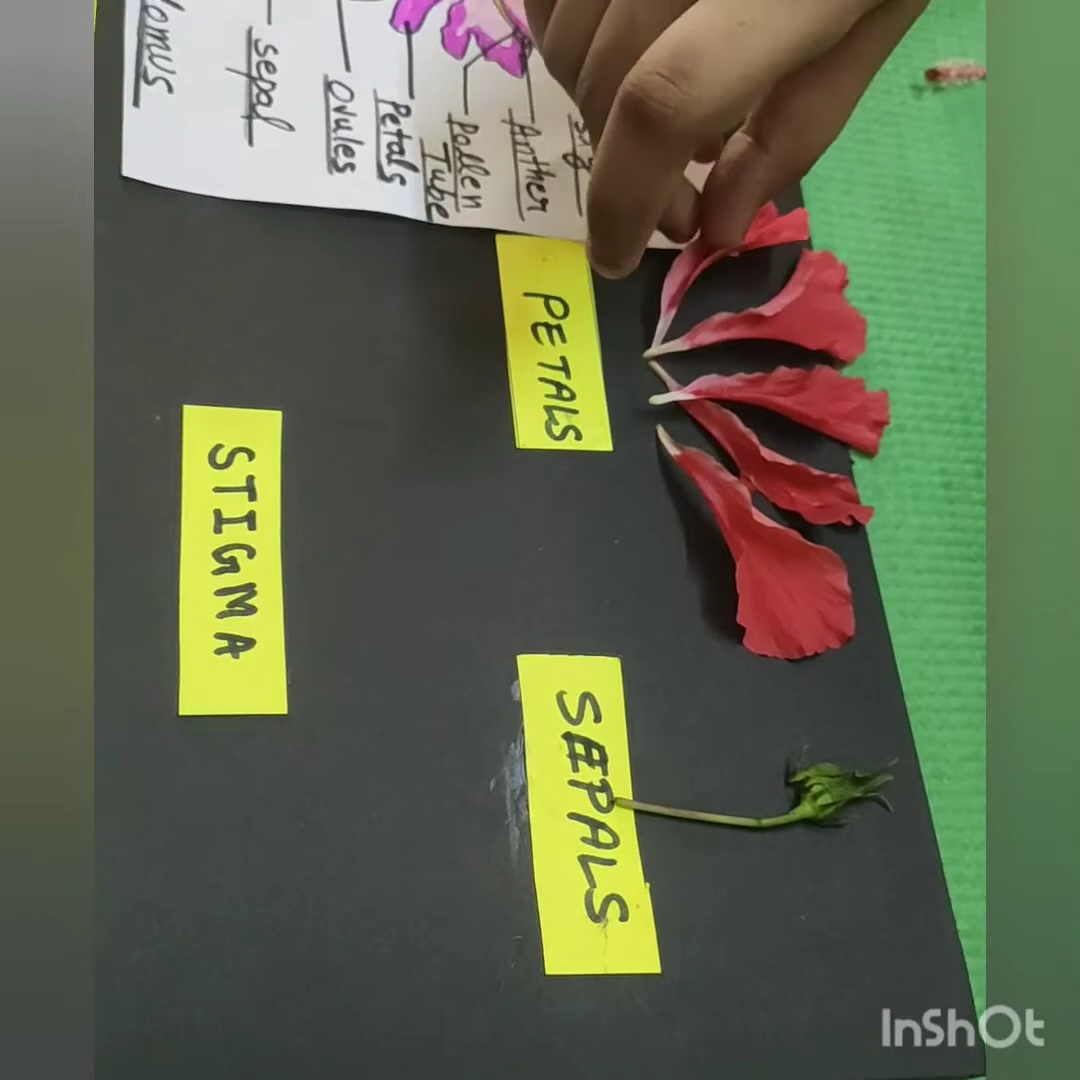 sepal
ovules
Petals
Pollen
Tube
Anther
PETALS
STIGMA
SEPALS
InShOt